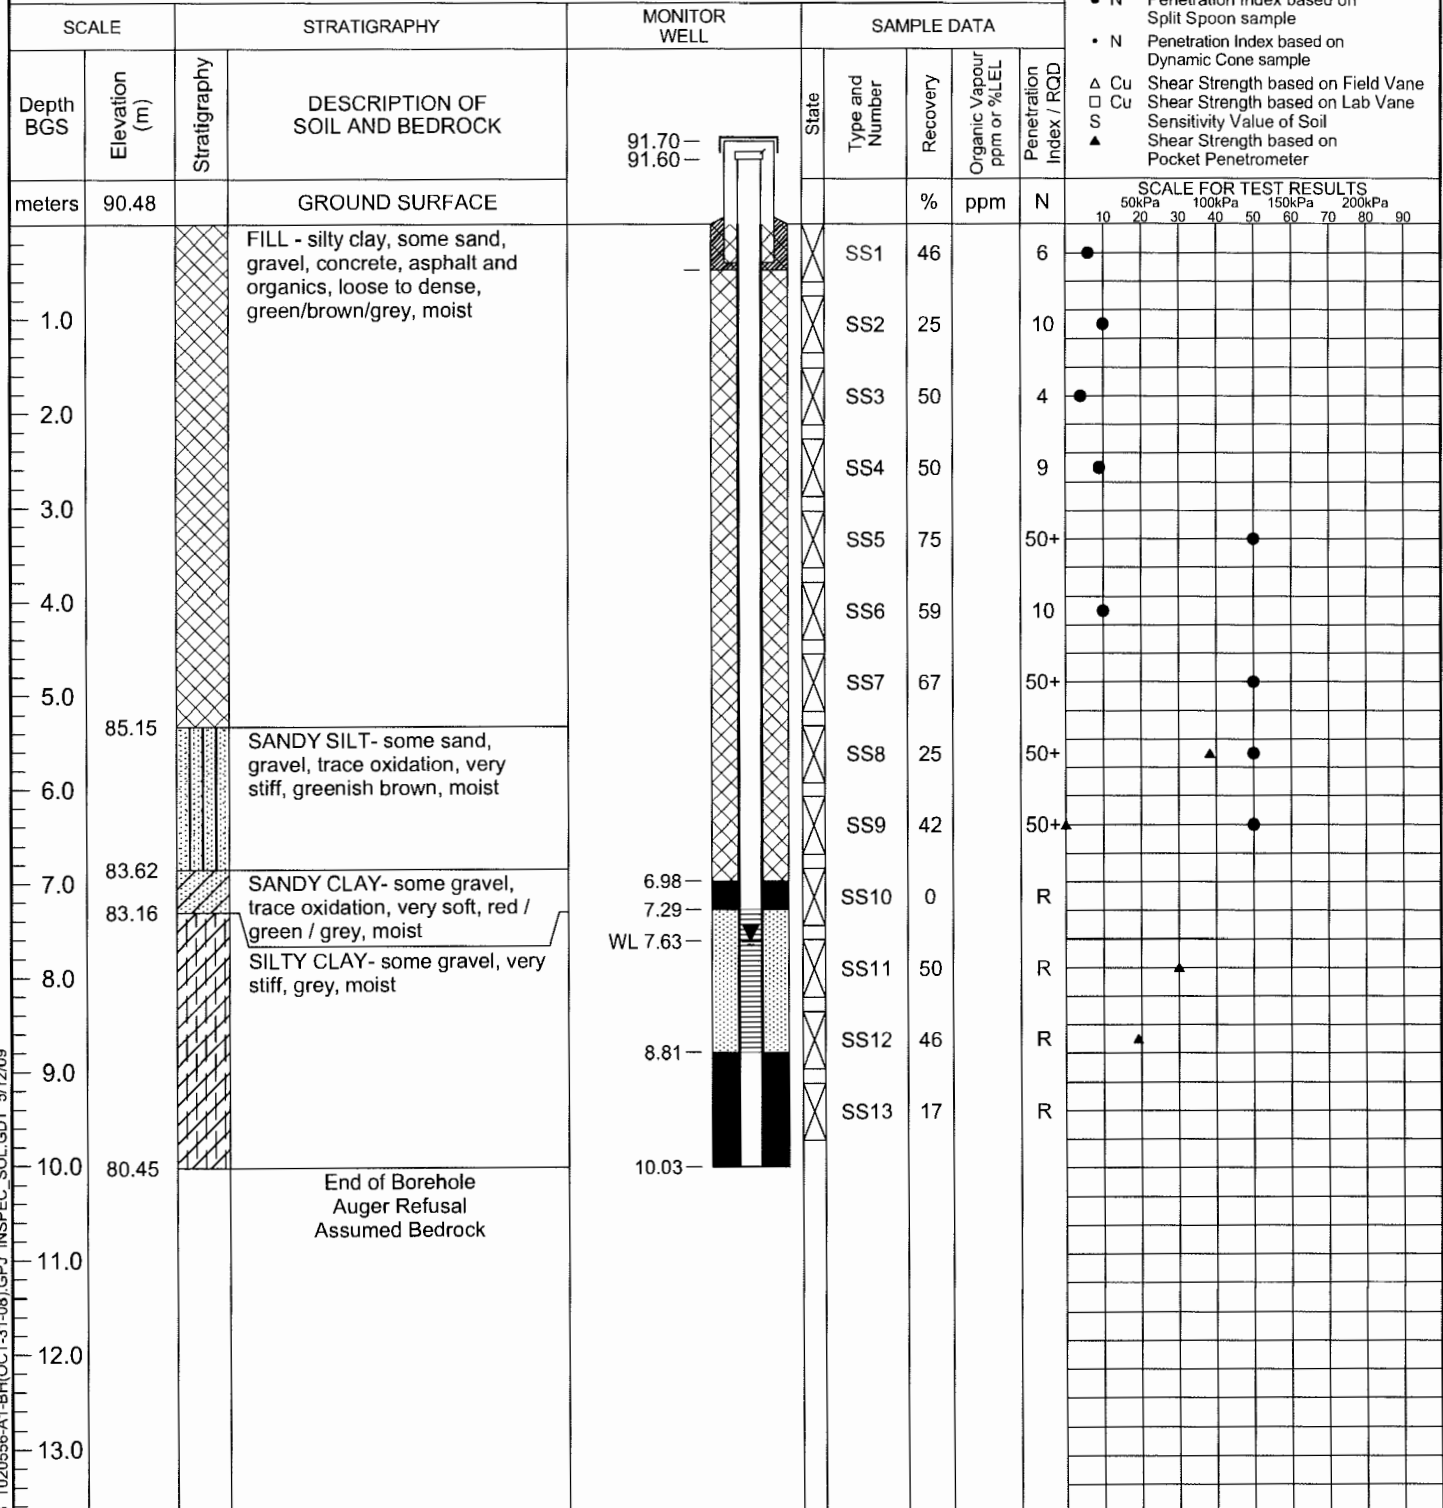 • N Penetration Index based on
Split Spoon sample
• N Penetration Index based on
Dynamic Cone sample
△ Cu Shear Strength based on Field Vane
□ Cu Shear Strength based on Lab Vane
S Sensitivity Value of Soil
▲ Shear Strength based on
Pocket Penetrometer
SCALE STRATIGRAPHY MONITOR WELL SAMPLE DATA
Depth BGS
Elevation (m)
Stratigraphy
DESCRIPTION OF
SOIL AND BEDROCK
State
Type and Number
Recovery
Organic Vapour ppm or %LEL
Penetration Index / RQD
91.70
91.60
meters 90.48 GROUND SURFACE % ppm N
SCALE FOR TEST RESULTS
50kPa 100kPa 150kPa 200kPa
10 20 30 40 50 60 70 80 90
FILL - silty clay, some sand,
gravel, concrete, asphalt and
organics, loose to dense,
green/brown/grey, moist
SS1 46 6
1.0 SS2 25 10
SS3 50 4
2.0
SS4 50 9
3.0
SS5 75 50+
4.0 SS6 59 10
SS7 67 50+
5.0
85.15
SANDY SILT- some sand,
gravel, trace oxidation, very
stiff, greenish brown, moist
SS8 25 50+
6.0
SS9 42 50+
83.62
7.0
83.16
SANDY CLAY- some gravel,
trace oxidation, very soft, red /
green / grey, moist
6.98
7.29
WL 7.63
SS10 0 R
SILTY CLAY- some gravel, very
stiff, grey, moist
8.0
SS11 50 R
SS12 46 R
8.81
9.0
SS13 17 R
10.0 80.45 10.03
End of Borehole
Auger Refusal
Assumed Bedrock
11.0
12.0
13.0